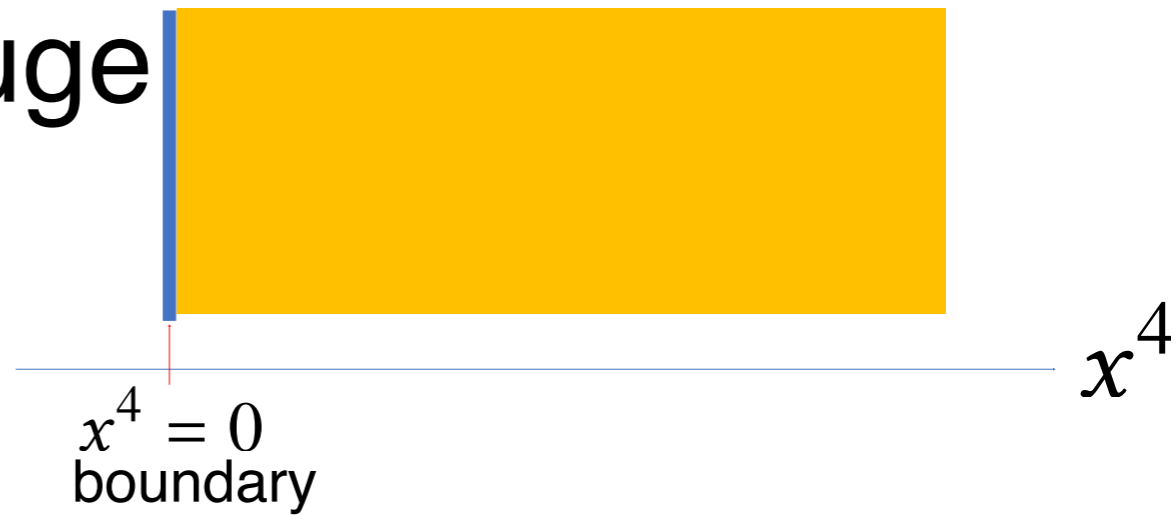 uge
x⁴
x⁴ = 0
boundary